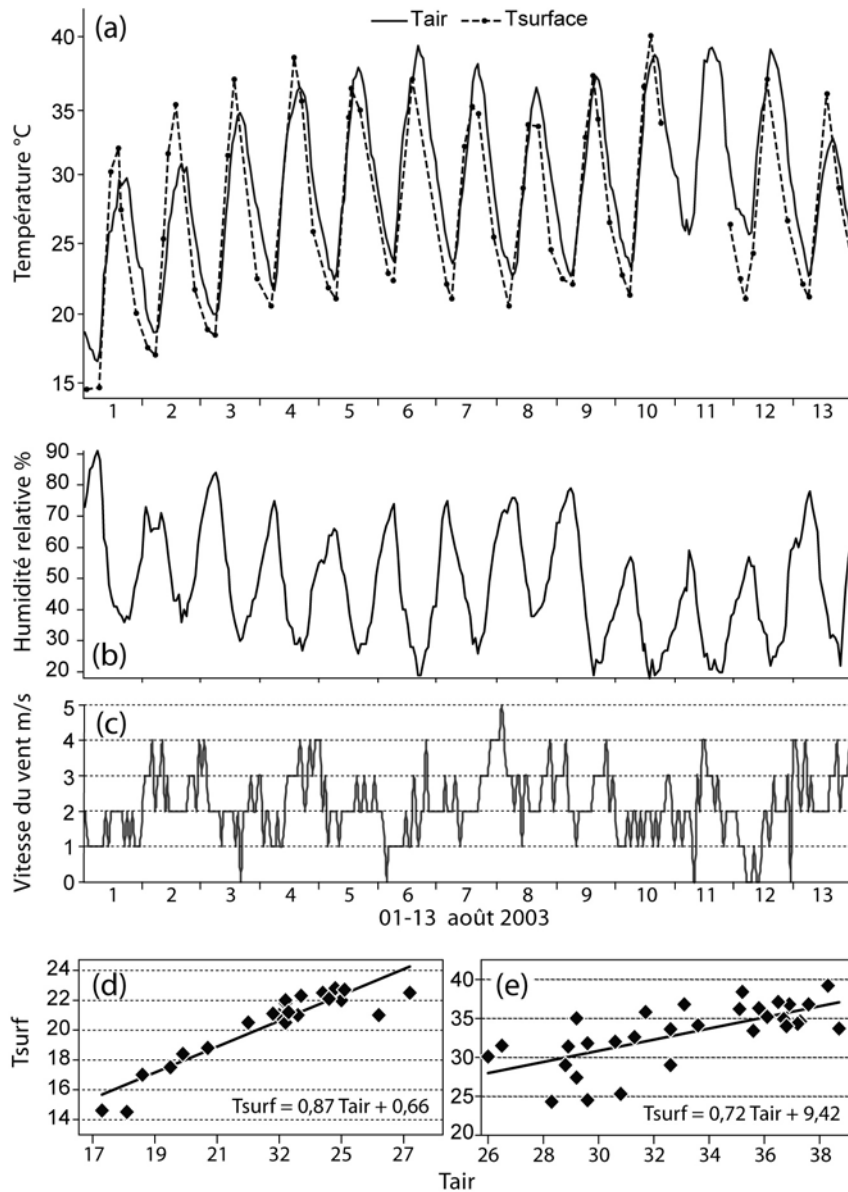 (a) Tair Tsurface
Température °C
40
35
30
25
20
15
1 2 3 4 5 6 7 8 9 10 11 12 13
Humidité relative %
90
80
70
60
50
40
30
20
(b)
Vitesse du vent m/s
(c)
5
4
3
2
1
0
1 2 3 4 5 6 7 8 9 10 11 12 13
01-13 août 2003
Tsurf
(d)
24
22
20
18
16
14
Tsurf = 0,87 Tair + 0,66
17 19 21 25 27
(e)
40
35
30
25
20
Tsurf = 0,72 Tair + 9,42
26 28 30 32 34 36 38
Tair